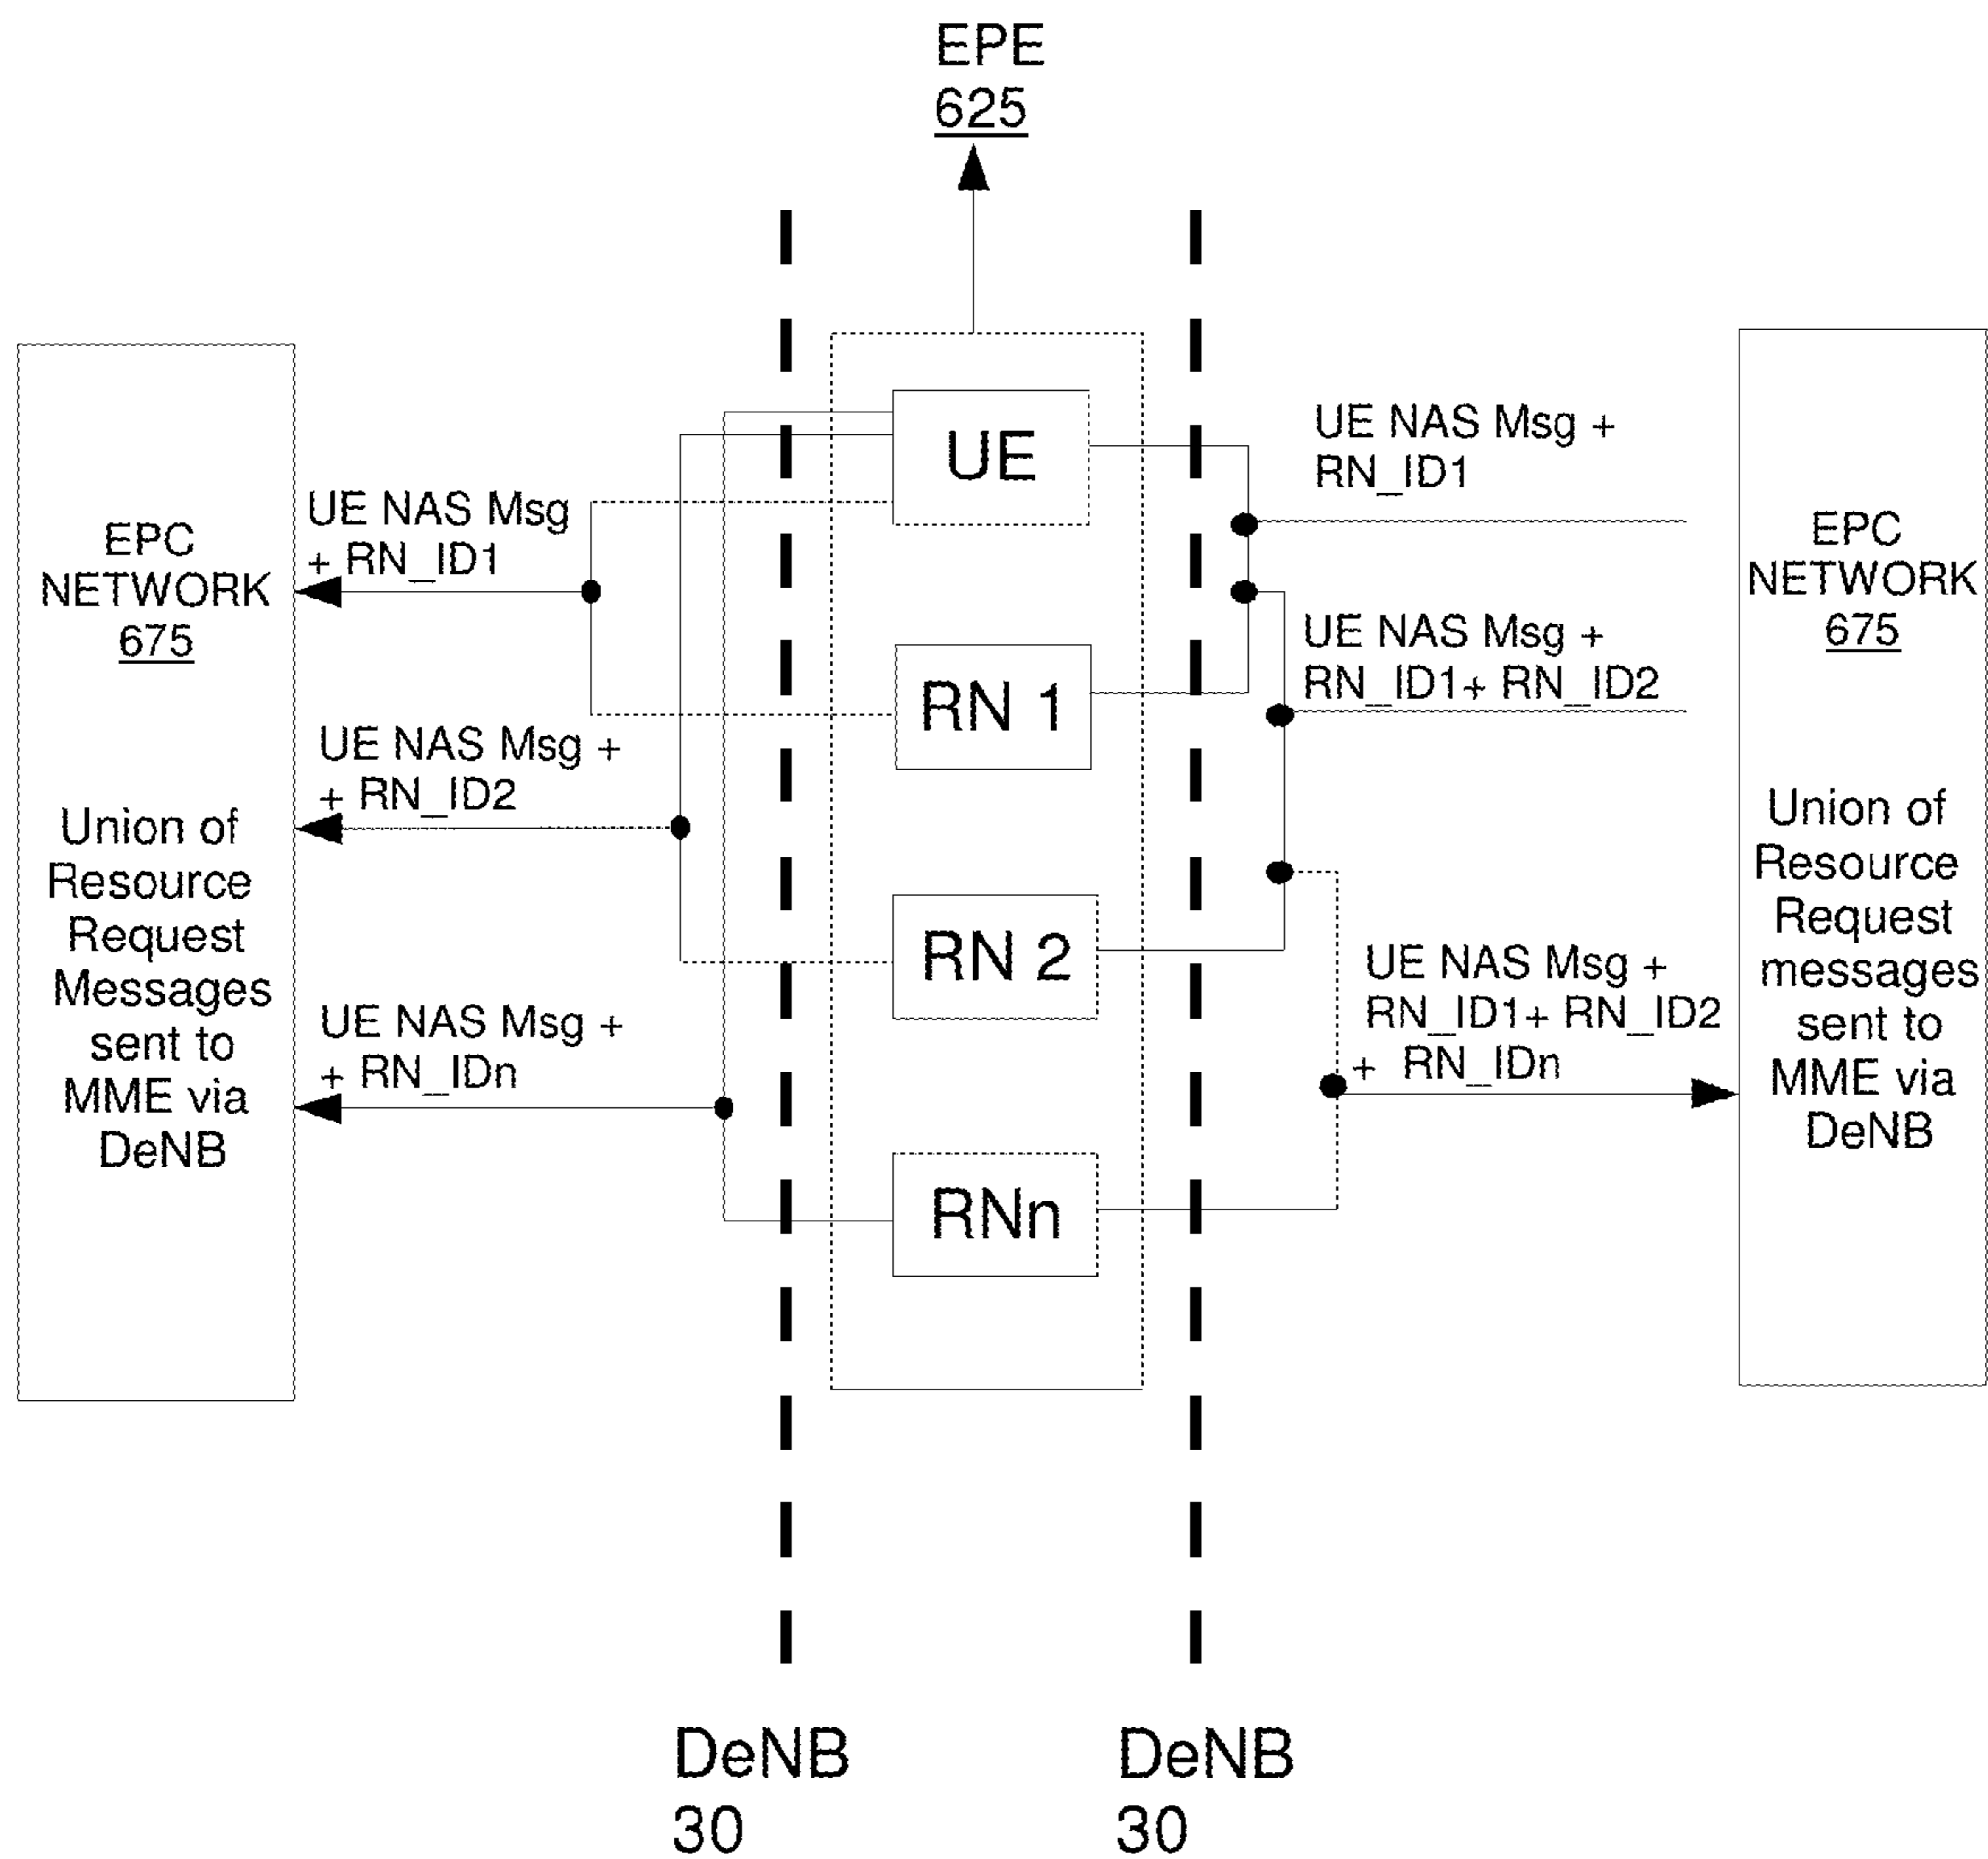 EPE
625
EPC
NETWORK
675
Union of
Resource
Request
Messages
sent to
MME via
DeNB
UE NAS Msg
+ RN_ID1
UE NAS Msg +
+ RN_ID2
UE NAS Msg +
+ RN_IDn
UE
RN 1
RN 2
RNn
UE NAS Msg +
RN_ID1
UE NAS Msg +
RN_ID1+ RN_ID2
UE NAS Msg +
RN_ID1+ RN_ID2
+ RN_IDn
EPC
NETWORK
675
Union of
Resource
Request
messages
sent to
MME via
DeNB
DeNB
30
DeNB
30